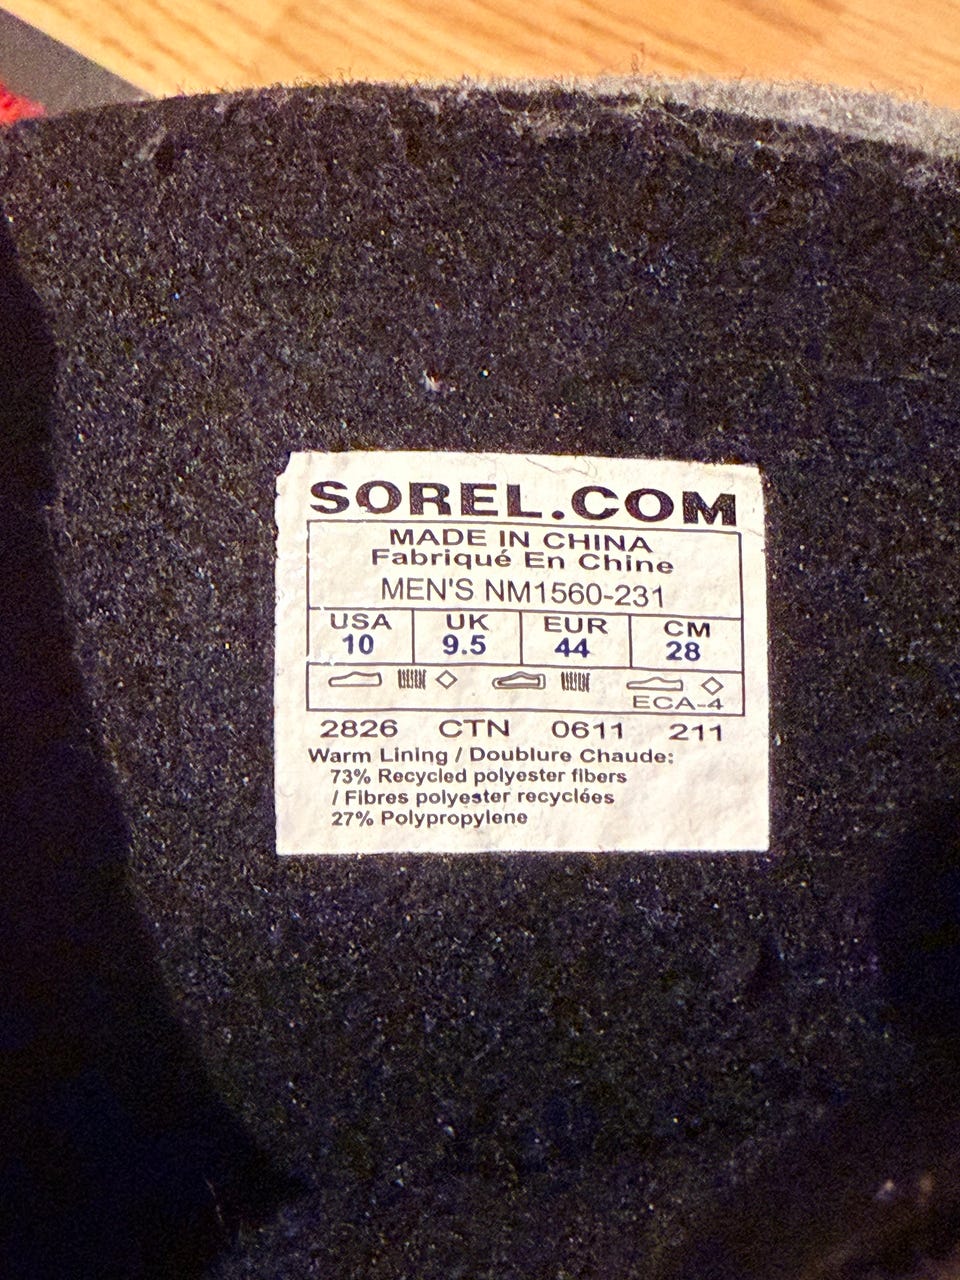 SOREL.COM
MADE IN CHINA
Fabriqué En Chine
MEN'S NM1560-231
USA UK EUR CM
10 9.5 44 28
ECA-4
2826 CTN 0611 211
Warm Lining / Doublure Chaude:
73% Recycled polyester fibers
/ Fibres polyester recyclées
27% Polypropylene